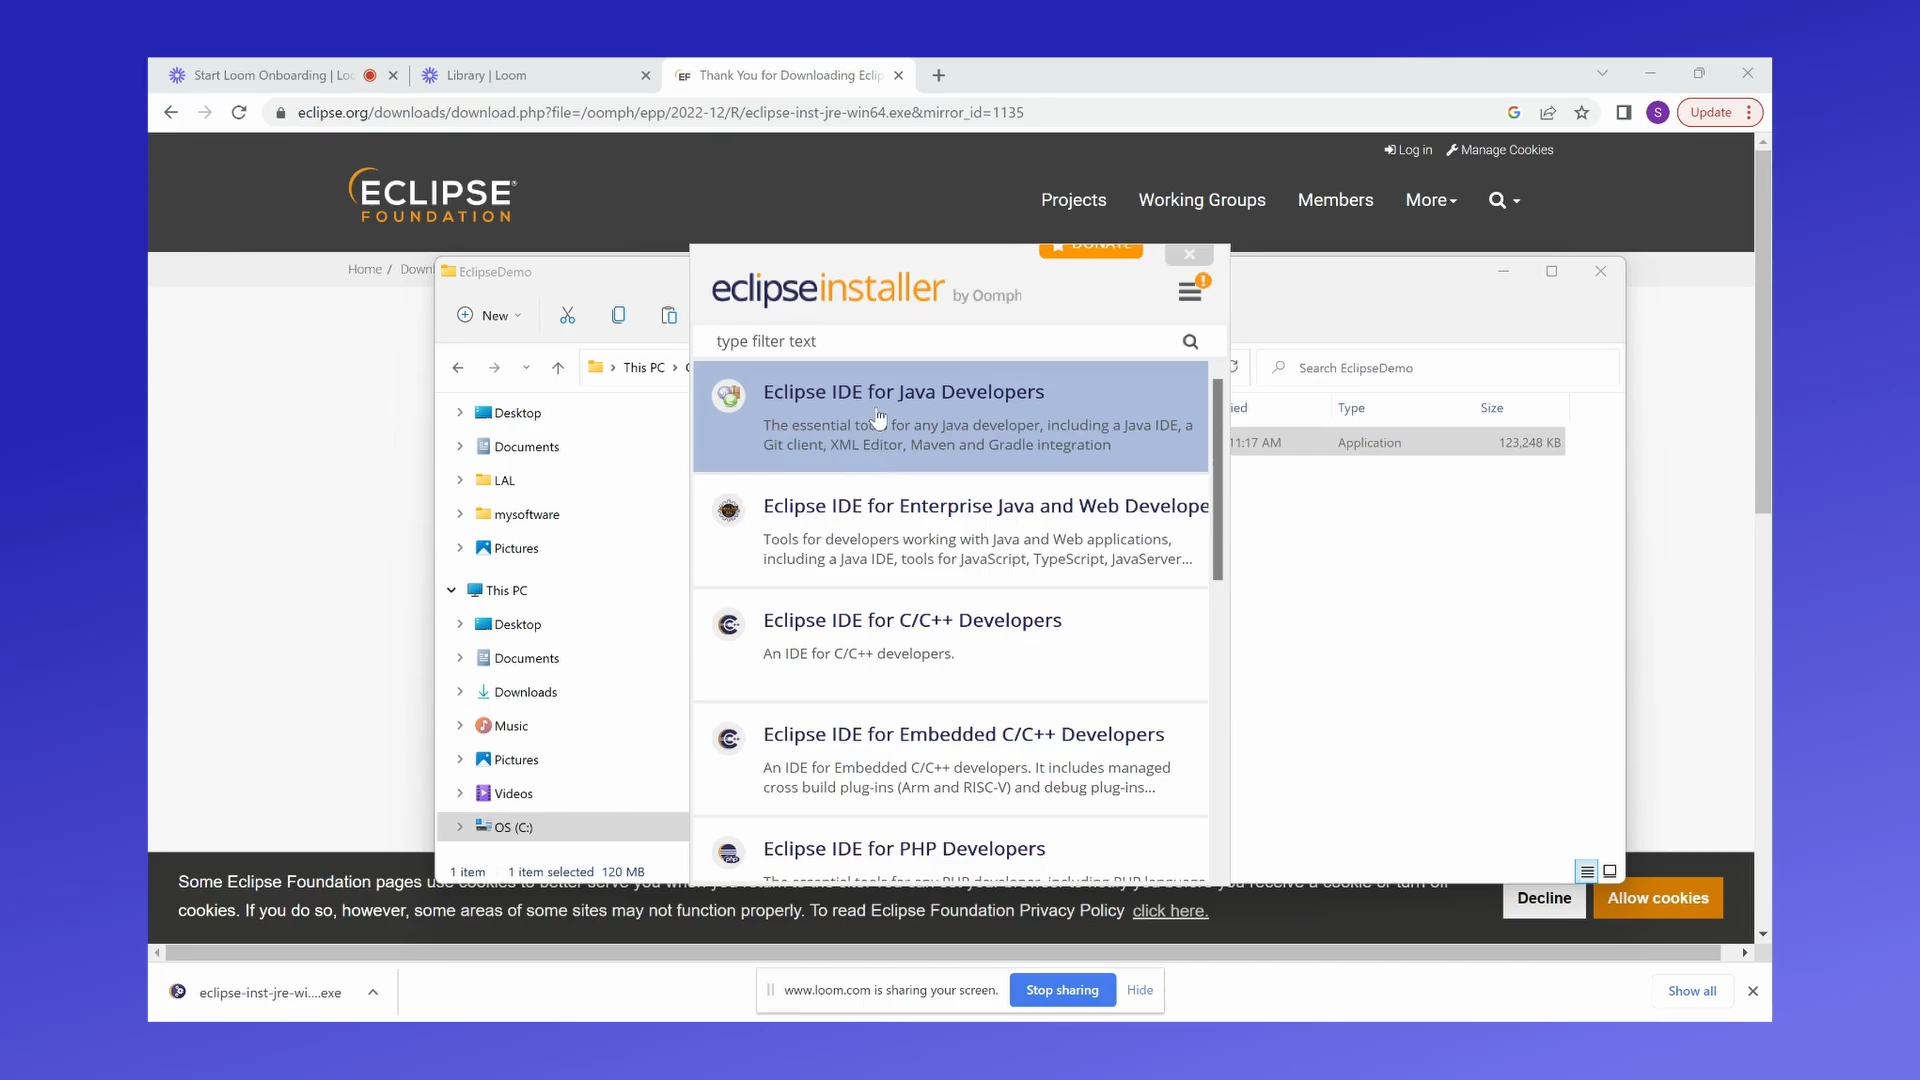 Start Loom Onboarding | Loo
Library | Loom
EF Thank You for Downloading Eclip
eclipse.org/downloads/download.php?file=/oomph/epp/2022-12/R/eclipse-inst-jre-win64.exe&mirror_id=1135
G
S
Update
Log in
Manage Cookies
ECLIPSE
FOUNDATION
Projects
Working Groups
Members
More
Home /
EclipseDemo
DONATE
eclipseinstaller by Oomph
New
type filter text
This PC
Search EclipseDemo
Type
Size
11:17 AM
Application
123,248 KB
Desktop
Documents
LAL
mysoftware
Pictures
This PC
Desktop
Documents
Downloads
Music
Pictures
Videos
OS (C:)
1 item
1 item selected 120 MB
Eclipse IDE for Java Developers
The essential tools for any Java developer, including a Java IDE, a
Git client, XML Editor, Maven and Gradle integration
Eclipse IDE for Enterprise Java and Web Develope
Tools for developers working with Java and Web applications,
including a Java IDE, tools for JavaScript, TypeScript, JavaServer...
Eclipse IDE for C/C++ Developers
An IDE for C/C++ developers.
Eclipse IDE for Embedded C/C++ Developers
An IDE for Embedded C/C++ developers. It includes managed
cross build plug-ins (Arm and RISC-V) and debug plug-ins...
Eclipse IDE for PHP Developers
Some Eclipse Foundation pages
cookies. If you do so, however, some areas of some sites may not function properly. To read Eclipse Foundation Privacy Policy click here.
Decline
Allow cookies
eclipse-inst-jre-wi....exe
www.loom.com is sharing your screen.
Stop sharing
Hide
Show all